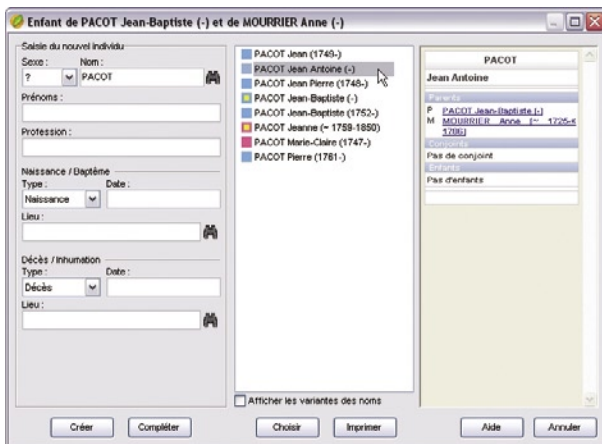 Enfant de PACOT Jean-Baptiste (-) et de MOURRIER Anne (-)
Saisie du nouvel individu
Sexe : Nom :
? PACOT
Prénoms :
Profession :
Naissance / Baptême
Type : Date :
Naissance
Lieu :
Décès / Inhumation
Type : Date :
Décès
Lieu :
PACOT Jean (1749-)
PACOT Jean Antoine (-)
PACOT Jean Pierre (1748-)
PACOT Jean-Baptiste (-)
PACOT Jean-Baptiste (1752-)
PACOT Jeanne (~ 1759-1850)
PACOT Marie-Claire (1747-)
PACOT Pierre (1761-)
Afficher les variantes des noms
PACOT
Jean Antoine
Parents
P PACOT Jean-Baptiste (-)
M MOURRIER Anne (~ 1725-<
1786)
Conjoints
Pas de conjoint
Enfants
Pas d'enfants
Créer Compléter Choisir Imprimer Aide Annuler